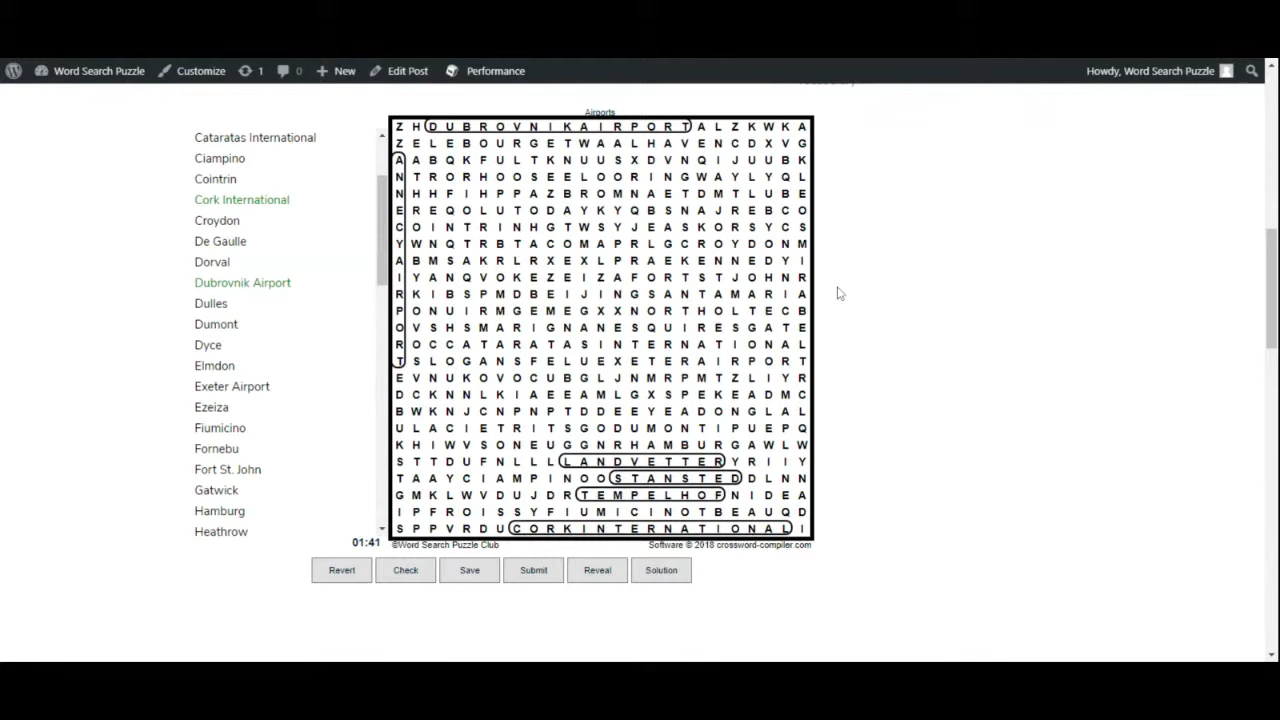 Word Search Puzzle Customize 1 0 New Edit Post Performance Howdy, Word Search Puzzle
Airports
Cataratas International
Ciampino
Cointrin
Cork International
Croydon
De Gaulle
Dorval
Dubrovnik Airport
Dulles
Dumont
Dyce
Elmdon
Exeter Airport
Ezeiza
Fiumicino
Fornebu
Fort St. John
Gatwick
Hamburg
Heathrow
Z H D U B R O V N I K A I R P O R T A L Z K W K A
Z E L E B O U R G E T W A A L H A V E N C D X V G
A A B Q K F U L T K N U U S X D V N Q I J U U B K
N T R O R H O O S E E L O O R I N G W A Y L Y Q L
N H H F I H P P A Z B R O M N A E T D M T L U B E
E R E Q O L U T O D A Y K Y Q B S N A J R E B C O
C O I N T R I N H G T W S Y J E A S K O R S Y C S
Y W N Q T R B T A C O M A P R L G C R O Y D O N M
A B M S A K R L R X E X L P R A E K E N N E D Y I
I Y A N Q V O K E Z E I Z A F O R T S T J O H N R
R K I B S P M D B E I J I N G S A N T A M A R I A
P O N U I R M G E M E G X X N O R T H O L T E C B
O V S H S M A R I G N A N E S Q U I R E S G A T E
R O C C A T A R A T A S I N T E R N A T I O N A L
T S L O G A N S F E L U E X E T E R A I R P O R T
E V N U K O V O C U B G L J N M R P M T Z L I Y R
D C K N N L K I A E E A M L G X S P E K E A D M C
B W K N J C N P N P T D D E E Y E A D O N G L A L
U L A C I E T R I T S G O D U M O N T I P U E P Q
K H I W V S O N E U G G N R H A M B U R G A W L W
S T T D U F N L L L L A N D V E T T E R Y R I I Y
T A A Y C I A M P I N O O S T A N S T E D D L N N
G M K L W V D U J D R T E M P E L H O F N I D E A
I P F R O I S S Y F I U M I C I N O T B E A U Q D
S P P V R D U C O R K I N T E R N A T I O N A L I
01:41 ©Word Search Puzzle Club Software © 2018 crossword-compiler.com
Revert Check Save Submit Reveal Solution